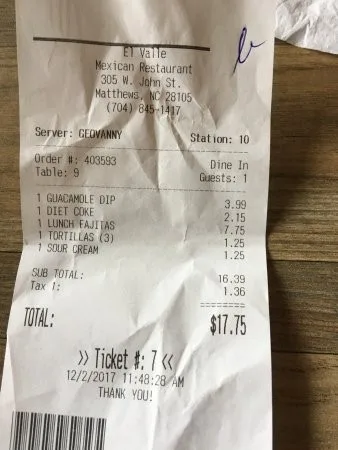 El Valle
Mexican Restaurant
305 W. John St.
Matthews, NC 28105
(704) 845-1417
Server: GEOVANNY Station: 10
Order #: 403593 Dine In
Table: 9 Guests: 1
1 GUACAMOLE DIP 3.99
1 DIET COKE 2.15
1 LUNCH FAJITAS 7.75
1 TORTILLAS (3) 1.25
1 SOUR CREAM 1.25
SUB TOTAL: 16.39
Tax 1: 1.36
TOTAL: $17.75
>> Ticket #: 7 <<
12/2/2017 11:48:28 AM
THANK YOU!